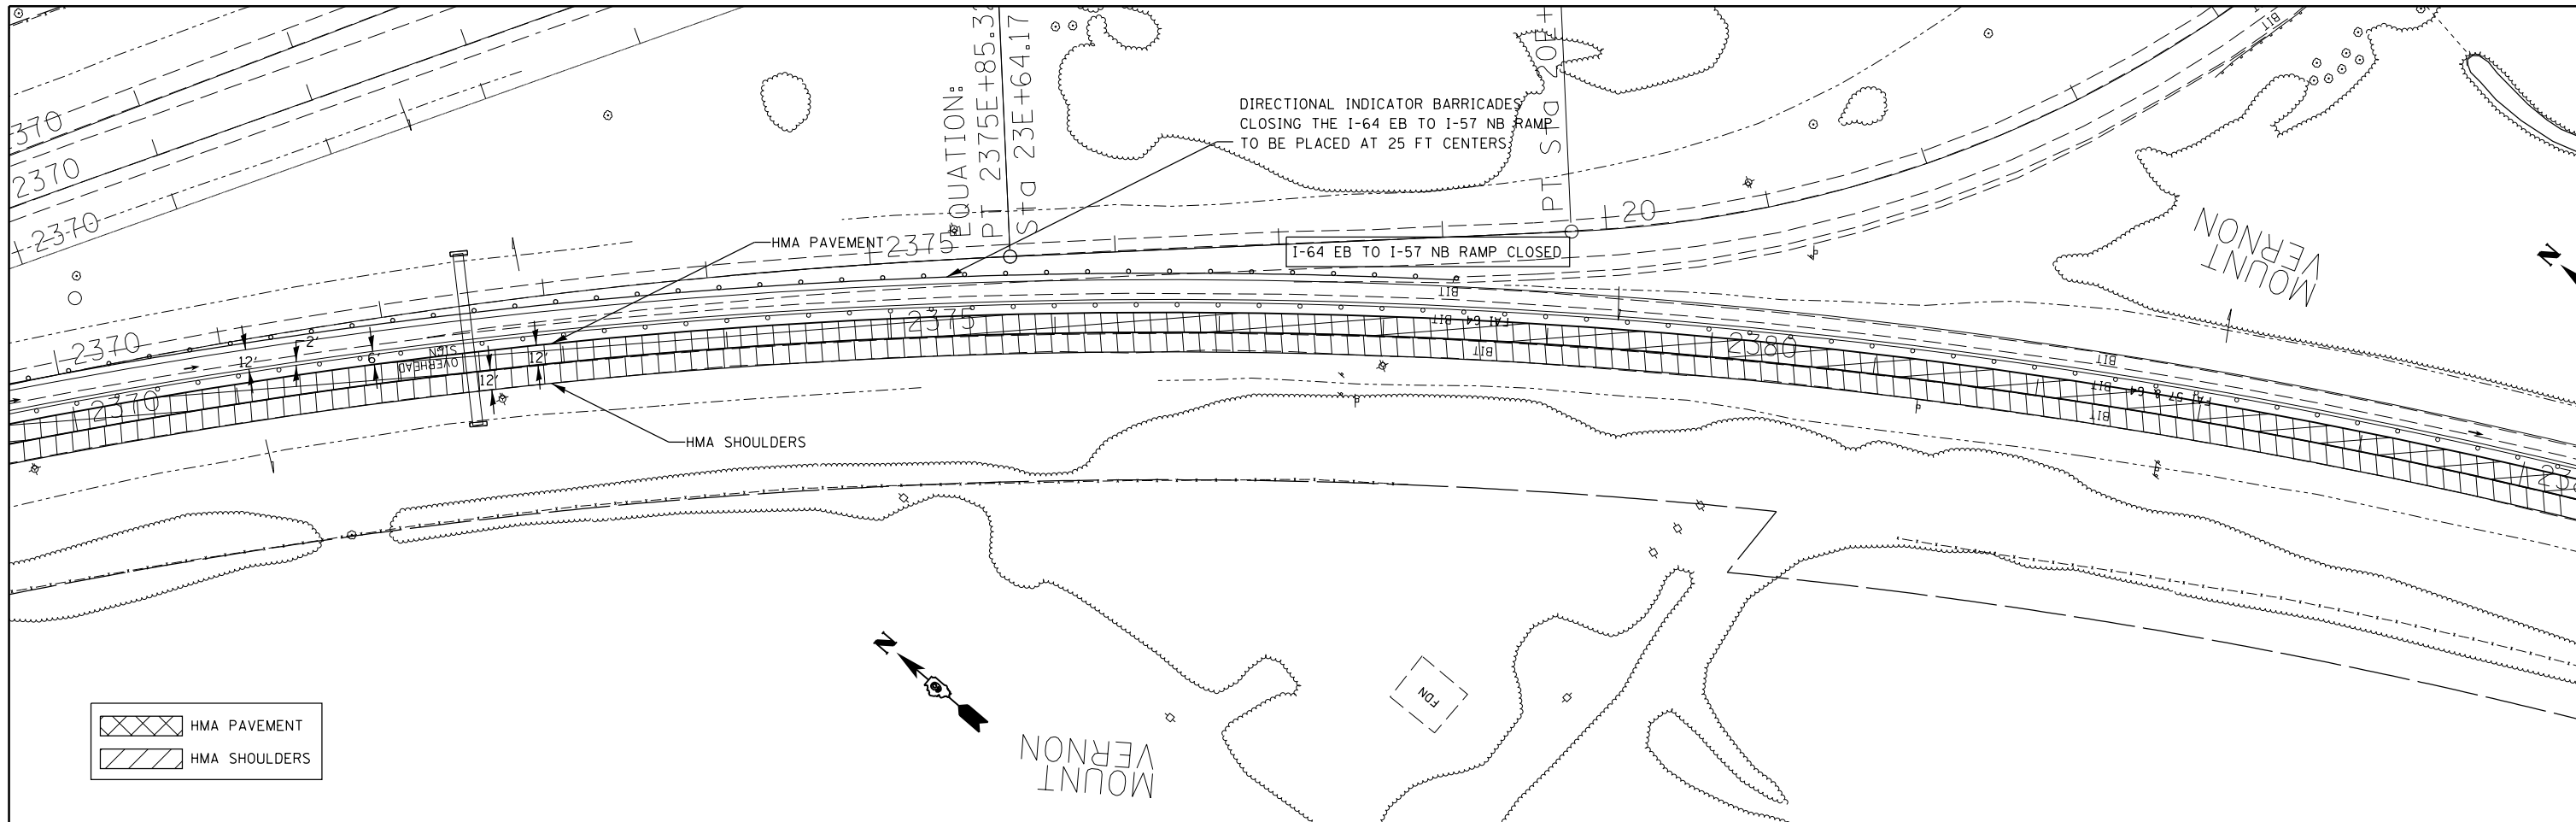 370
2370
2370
2370
2370
EQUATION:
PT 2375E+85.3
Sta 23E+64.17
PT Sta 20E+
20
DIRECTIONAL INDICATOR BARRICADES
CLOSING THE I-64 EB TO I-57 NB RAMP
TO BE PLACED AT 25 FT CENTERS
HMA PAVEMENT
2375
I-64 EB TO I-57 NB RAMP CLOSED
BIT
MOUNT
VERNON
N
12'
2'
6'
12'
12'
OVERHEAD
SIGN
2375
BIT
FAI 64 BIT
BIT
2380
BIT
BIT
FAI 57 & 64
BIT
HMA SHOULDERS
N
FDN
MOUNT
VERNON
HMA PAVEMENT
HMA SHOULDERS